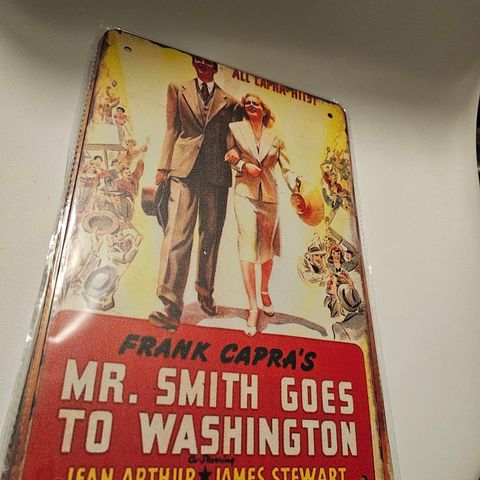 ALL CAPRA HITS!
FRANK CAPRA'S
MR. SMITH GOES
TO WASHINGTON
Co-Starring
JEAN ARTHUR★JAMES STEWART